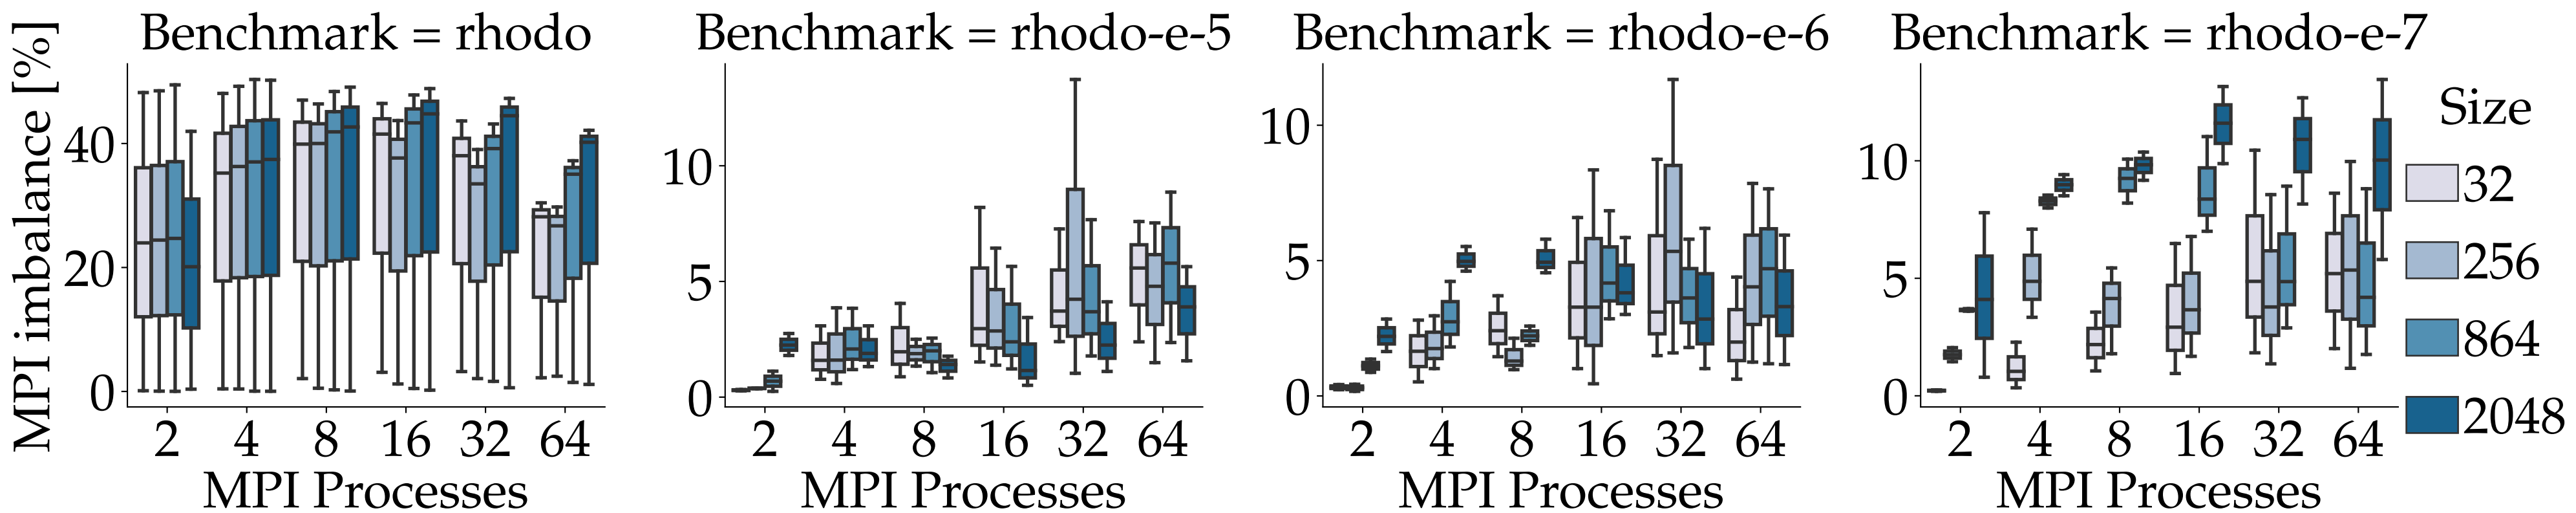 Benchmark = rhodo
Benchmark = rhodo-e-5
Benchmark = rhodo-e-6
Benchmark = rhodo-e-7
MPI imbalance [%]
40
20
0
2 4 8 16 32 64
MPI Processes
10
5
0
2 4 8 16 32 64
MPI Processes
10
5
0
2 4 8 16 32 64
MPI Processes
10
5
0
2 4 8 16 32 64
MPI Processes
Size
32
256
864
2048